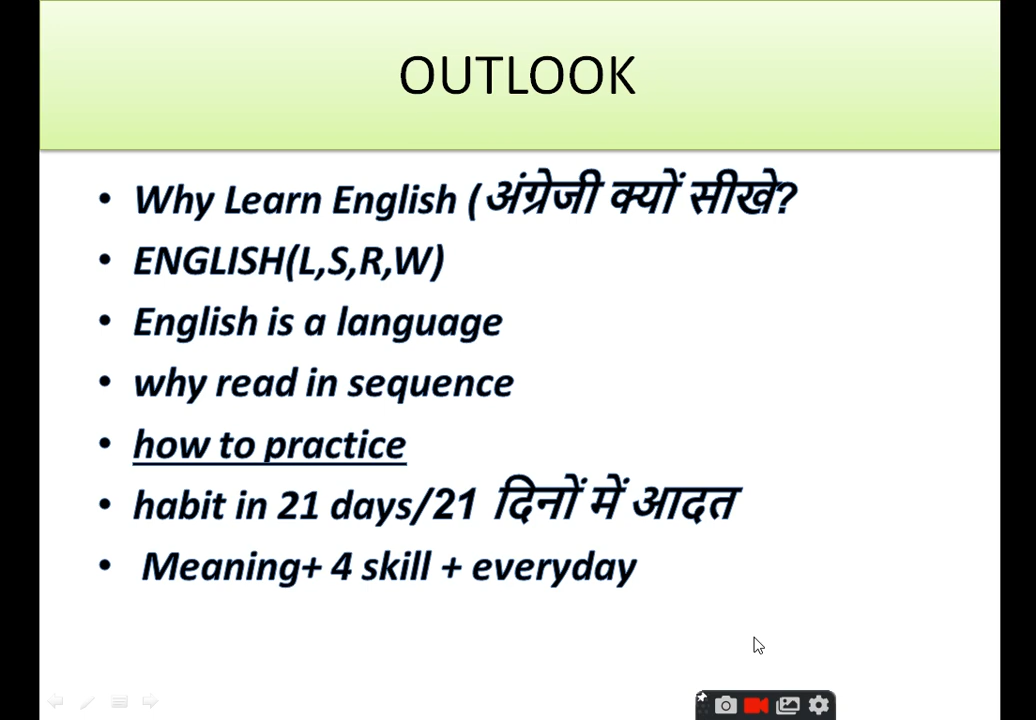 OUTLOOK
• Why Learn English (अंग्रेजी क्यों सीखे?
• ENGLISH(L,S,R,W)
• English is a language
• why read in sequence
• how to practice
• habit in 21 days/21 दिनों में आदत
• Meaning+ 4 skill + everyday